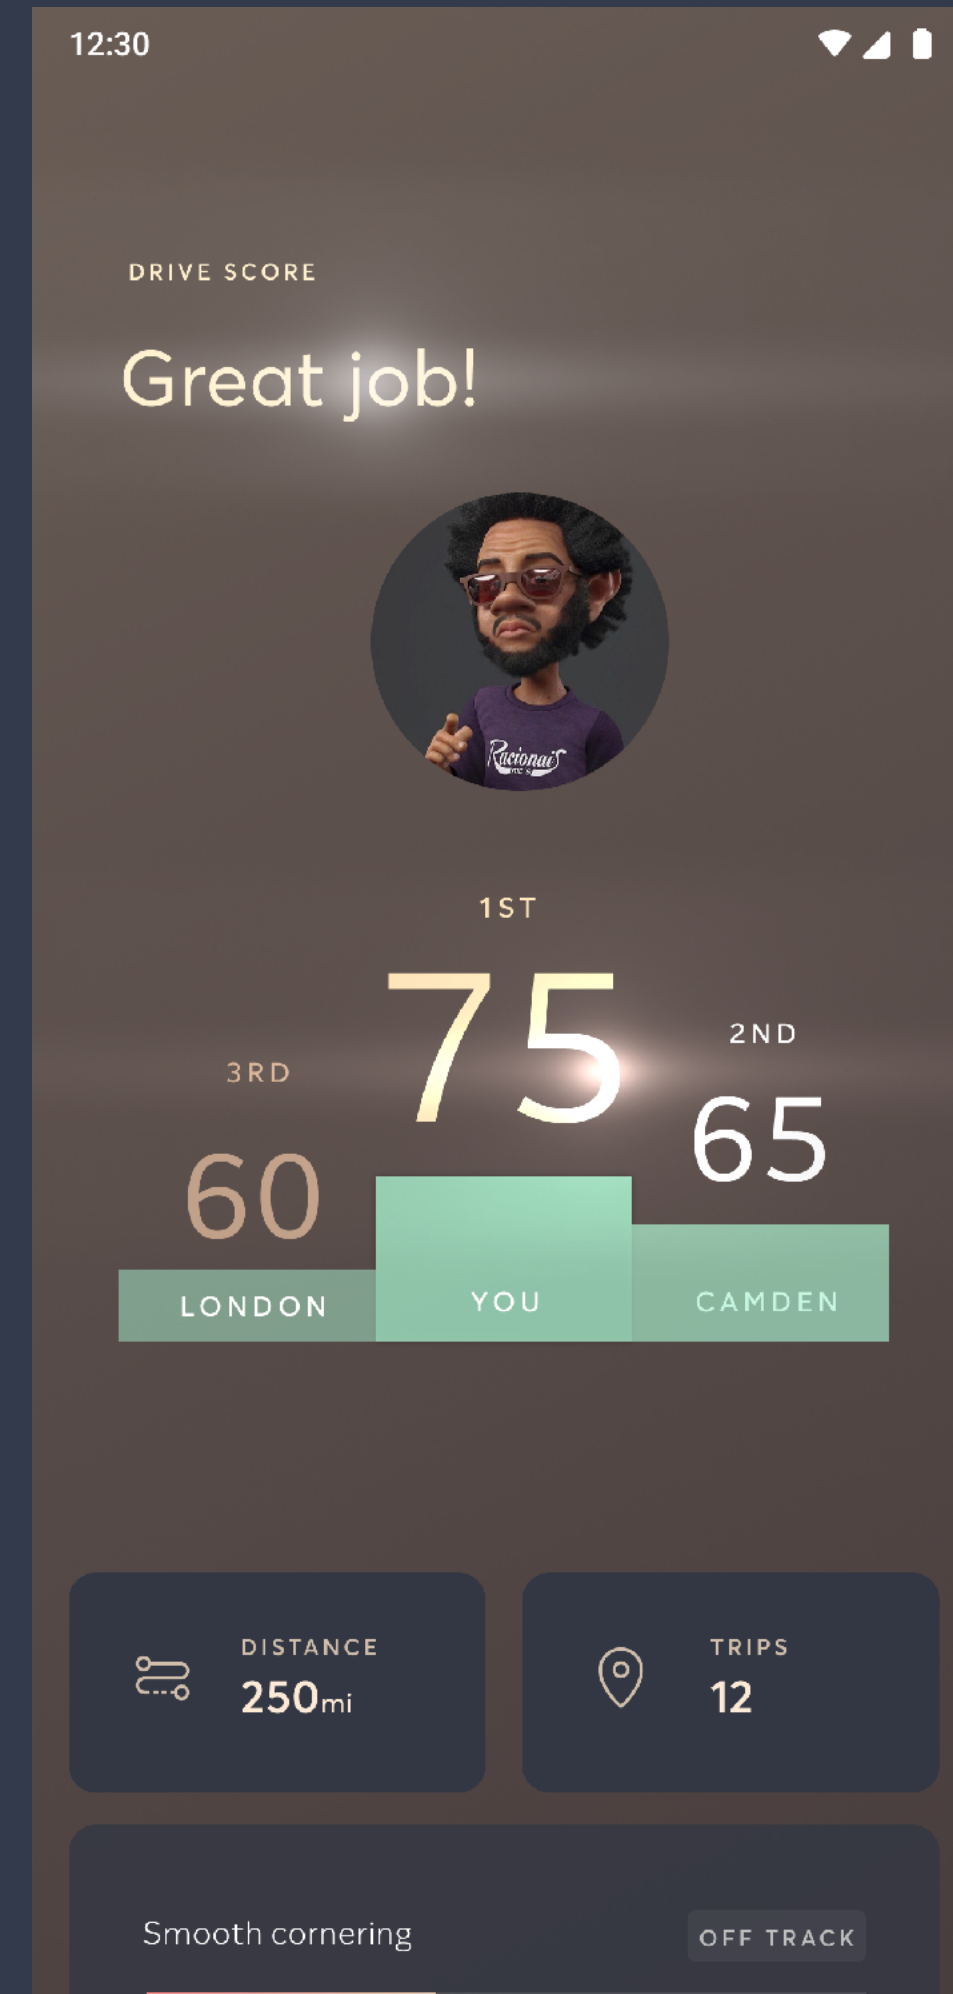 12:30
DRIVE SCORE
Great job!
Racionais
1ST
75
2ND
65
3RD
60
LONDON
YOU
CAMDEN
DISTANCE
250mi
TRIPS
12
Smooth cornering
OFF TRACK